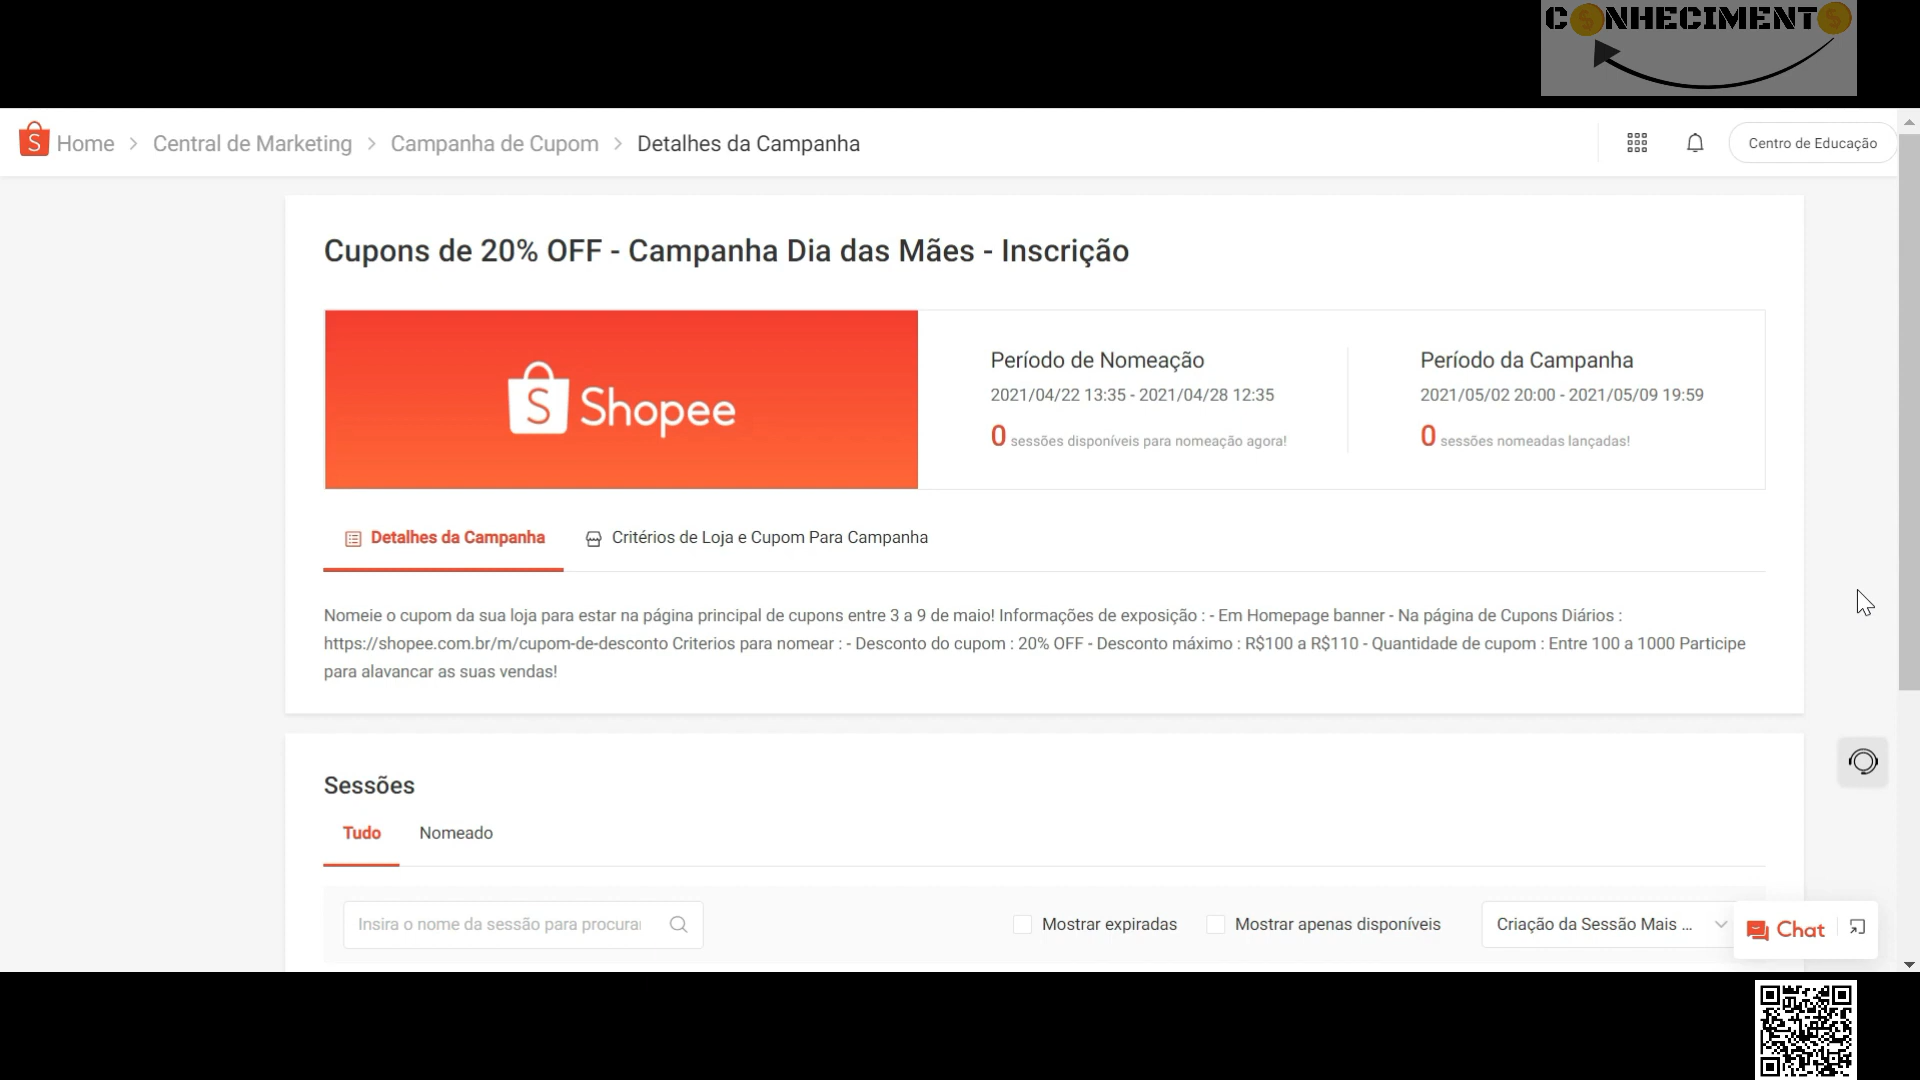 CONHECIMENTO
Home > Central de Marketing > Campanha de Cupom > Detalhes da Campanha
Centro de Educação
Cupons de 20% OFF - Campanha Dia das Mães - Inscrição
Shopee
Período de Nomeação
2021/04/22 13:35 - 2021/04/28 12:35
0 sessões disponíveis para nomeação agora!
Período da Campanha
2021/05/02 20:00 - 2021/05/09 19:59
0 sessões nomeadas lançadas!
Detalhes da Campanha
Critérios de Loja e Cupom Para Campanha
Nomeie o cupom da sua loja para estar na página principal de cupons entre 3 a 9 de maio! Informações de exposição : - Em Homepage banner - Na página de Cupons Diários :
https://shopee.com.br/m/cupom-de-desconto Criterios para nomear : - Desconto do cupom : 20% OFF - Desconto máximo : R$100 a R$110 - Quantidade de cupom : Entre 100 a 1000 Participe
para alavancar as suas vendas!
Sessões
Tudo
Nomeado
Insira o nome da sessão para procurar
Mostrar expiradas
Mostrar apenas disponíveis
Criação da Sessão Mais ...
Chat